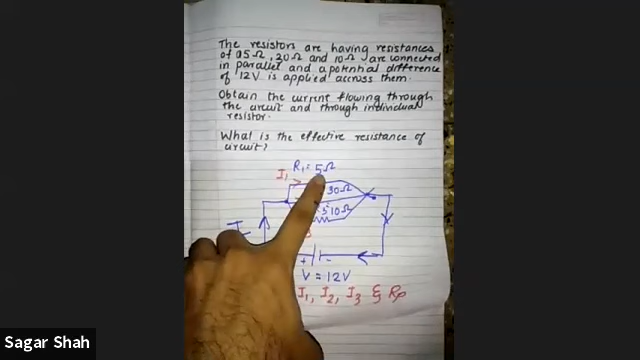 The resistors are having resistances
of 05Ω, 30Ω and 10Ω are connected
in parallel and a potential difference
of 12V is applied accross them.
Obtain the current flowing through
the circuit and through individual
resistor.
What is the effective resistance of
circuit?
R1 = 5Ω
I1
30Ω
10Ω
I
+ -
V = 12V
I1, I2, I3 & Rp
Sagar Shah